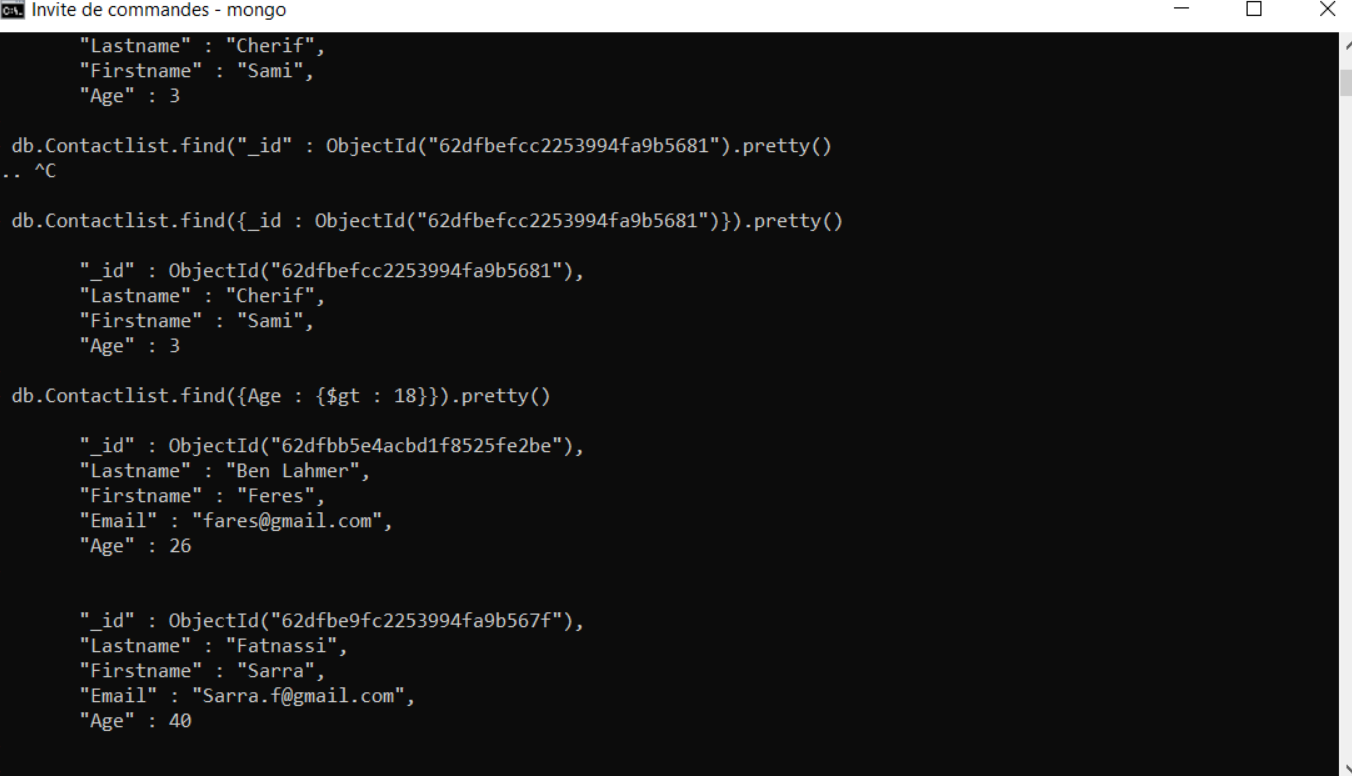 Invite de commandes - mongo
"Lastname" : "Cherif",
"Firstname" : "Sami",
"Age" : 3
db.Contactlist.find("_id" : ObjectId("62dfbefcc2253994fa9b5681").pretty()
.. ^C
db.Contactlist.find({_id : ObjectId("62dfbefcc2253994fa9b5681")}).pretty()
"_id" : ObjectId("62dfbefcc2253994fa9b5681"),
"Lastname" : "Cherif",
"Firstname" : "Sami",
"Age" : 3
db.Contactlist.find({Age : {$gt : 18}}).pretty()
"_id" : ObjectId("62dfbb5e4acbd1f8525fe2be"),
"Lastname" : "Ben Lahmer",
"Firstname" : "Feres",
"Email" : "fares@gmail.com",
"Age" : 26
"_id" : ObjectId("62dfbe9fc2253994fa9b567f"),
"Lastname" : "Fatnassi",
"Firstname" : "Sarra",
"Email" : "Sarra.f@gmail.com",
"Age" : 40